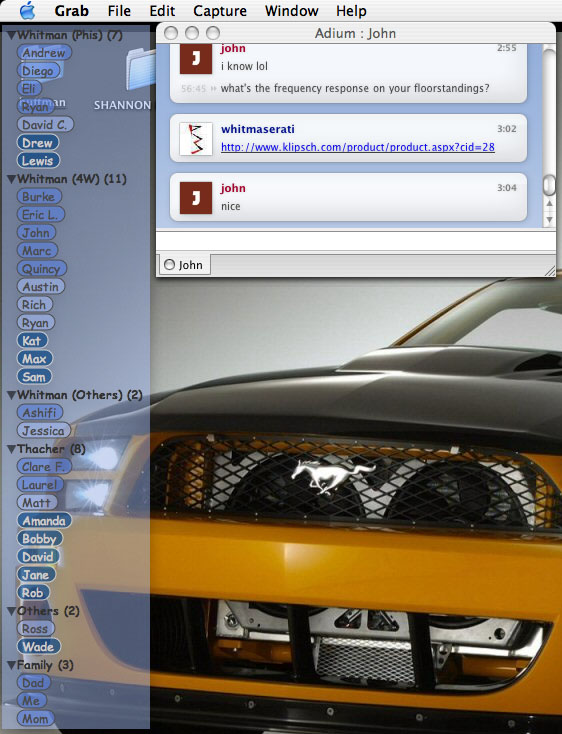 Grab File Edit Capture Window Help
Adium : John
john 2:55
i know lol
56:45 » what's the frequency response on your floorstandings?
whitmaserati 3:02
http://www.klipsch.com/product/product.aspx?cid=28
john 3:04
nice
John
SHANNON
Whitman (Phis) (7)
Andrew
Diego
Eli
Ryan
David C.
Drew
Lewis
Whitman (4W) (11)
Burke
Eric L.
John
Marc
Quincy
Austin
Rich
Ryan
Kat
Max
Sam
Whitman (Others) (2)
Ashifi
Jessica
Thacher (8)
Clare F.
Laurel
Matt
Amanda
Bobby
David
Jane
Rob
Others (2)
Ross
Wade
Family (3)
Dad
Me
Mom